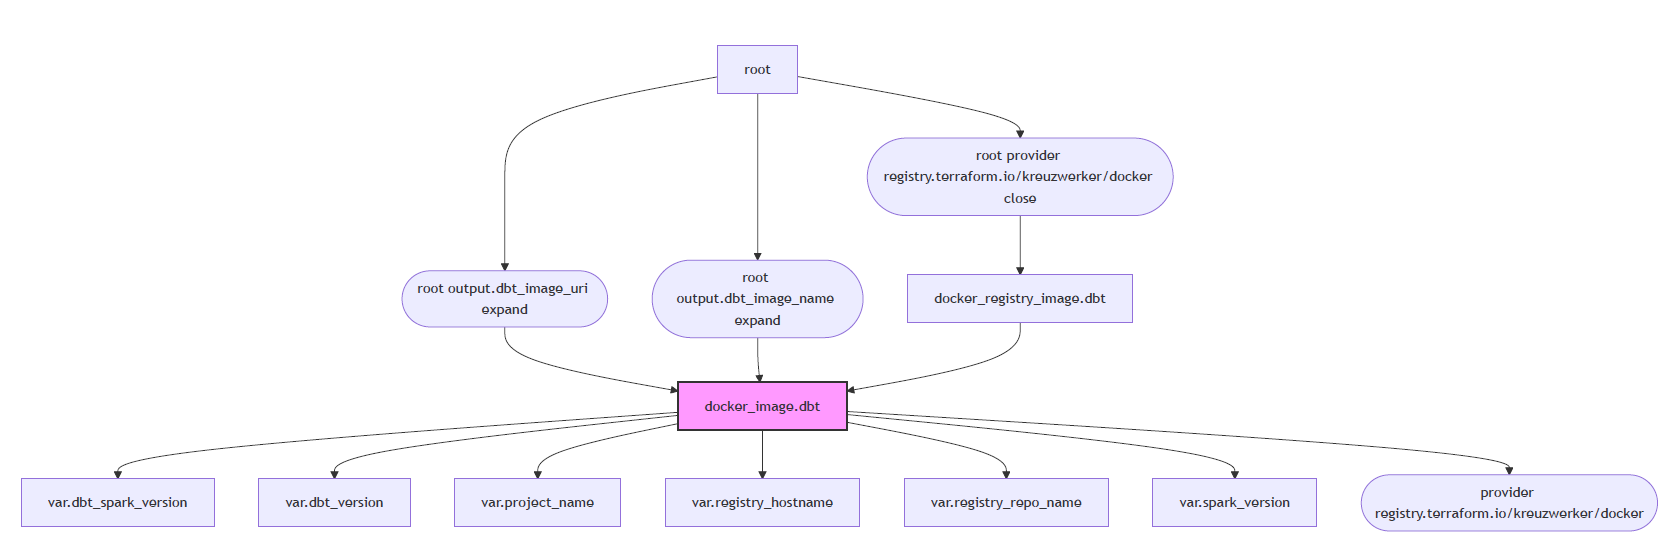 root
root provider
registry.terraform.io/kreuzwerker/docker
close
root output.dbt_image_uri
expand
root
output.dbt_image_name
expand
docker_registry_image.dbt
docker_image.dbt
var.dbt_spark_version
var.dbt_version
var.project_name
var.registry_hostname
var.registry_repo_name
var.spark_version
provider
registry.terraform.io/kreuzwerker/docker